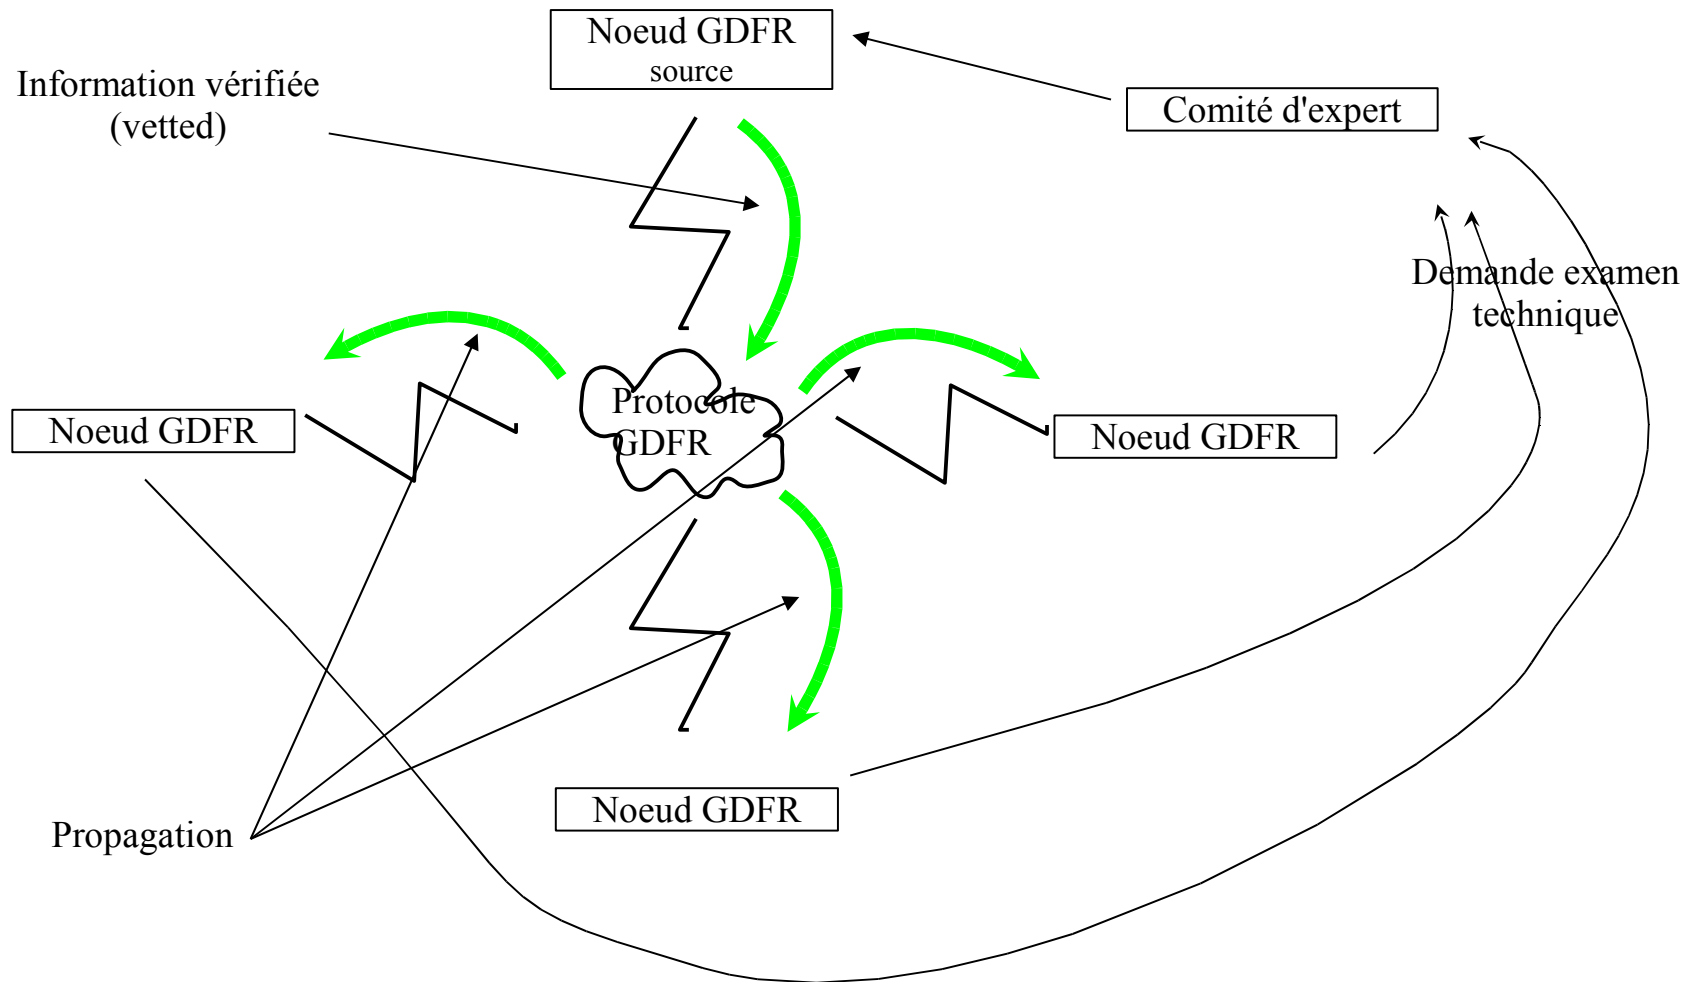 Noeud GDFR
source
Information vérifiée
(vetted)
Comité d'expert
Demande examen
technique
Protocole
GDFR
Noeud GDFR
Noeud GDFR
Noeud GDFR
Propagation